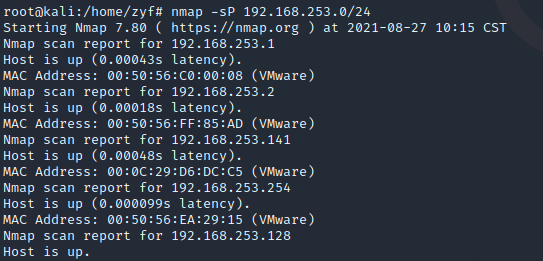 root@kali:/home/zyf# nmap -sP 192.168.253.0/24
Starting Nmap 7.80 ( https://nmap.org ) at 2021-08-27 10:15 CST
Nmap scan report for 192.168.253.1
Host is up (0.00043s latency).
MAC Address: 00:50:56:C0:00:08 (VMware)
Nmap scan report for 192.168.253.2
Host is up (0.00018s latency).
MAC Address: 00:50:56:FF:85:AD (VMware)
Nmap scan report for 192.168.253.141
Host is up (0.00048s latency).
MAC Address: 00:0C:29:D6:DC:C5 (VMware)
Nmap scan report for 192.168.253.254
Host is up (0.000099s latency).
MAC Address: 00:50:56:EA:29:15 (VMware)
Nmap scan report for 192.168.253.128
Host is up.